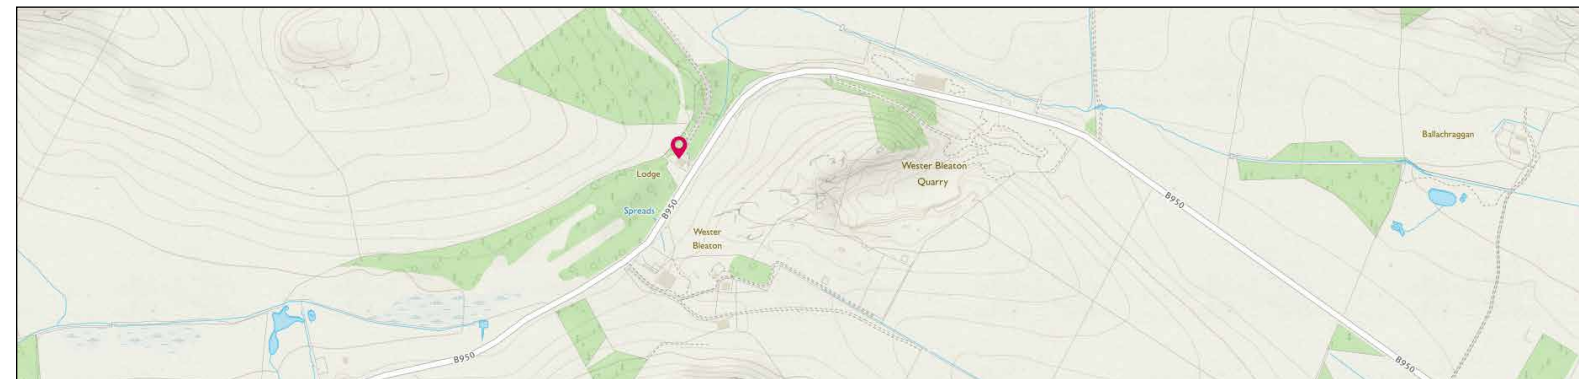 Ballachraggan
Wester Bleaton
Quarry
Lodge
B950
Spreads
B950
Wester
Bleaton
B950
B950